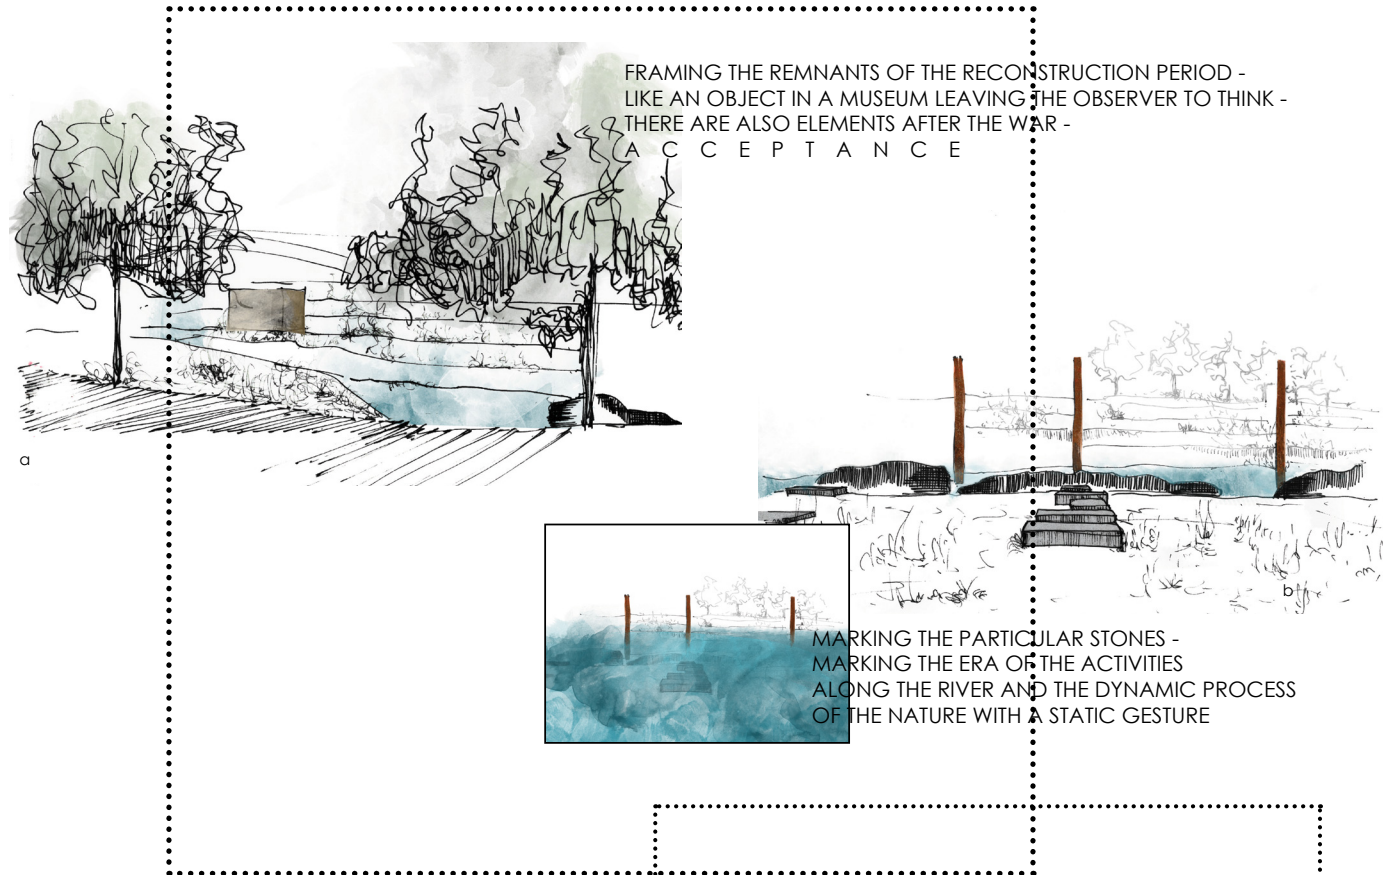 FRAMING THE REMNANTS OF THE RECONSTRUCTION PERIOD -
LIKE AN OBJECT IN A MUSEUM LEAVING THE OBSERVER TO THINK -
THERE ARE ALSO ELEMENTS AFTER THE WAR -
A C C E P T A N C E
a
b
MARKING THE PARTICULAR STONES -
MARKING THE ERA OF THE ACTIVITIES
ALONG THE RIVER AND THE DYNAMIC PROCESS
OF THE NATURE WITH A STATIC GESTURE